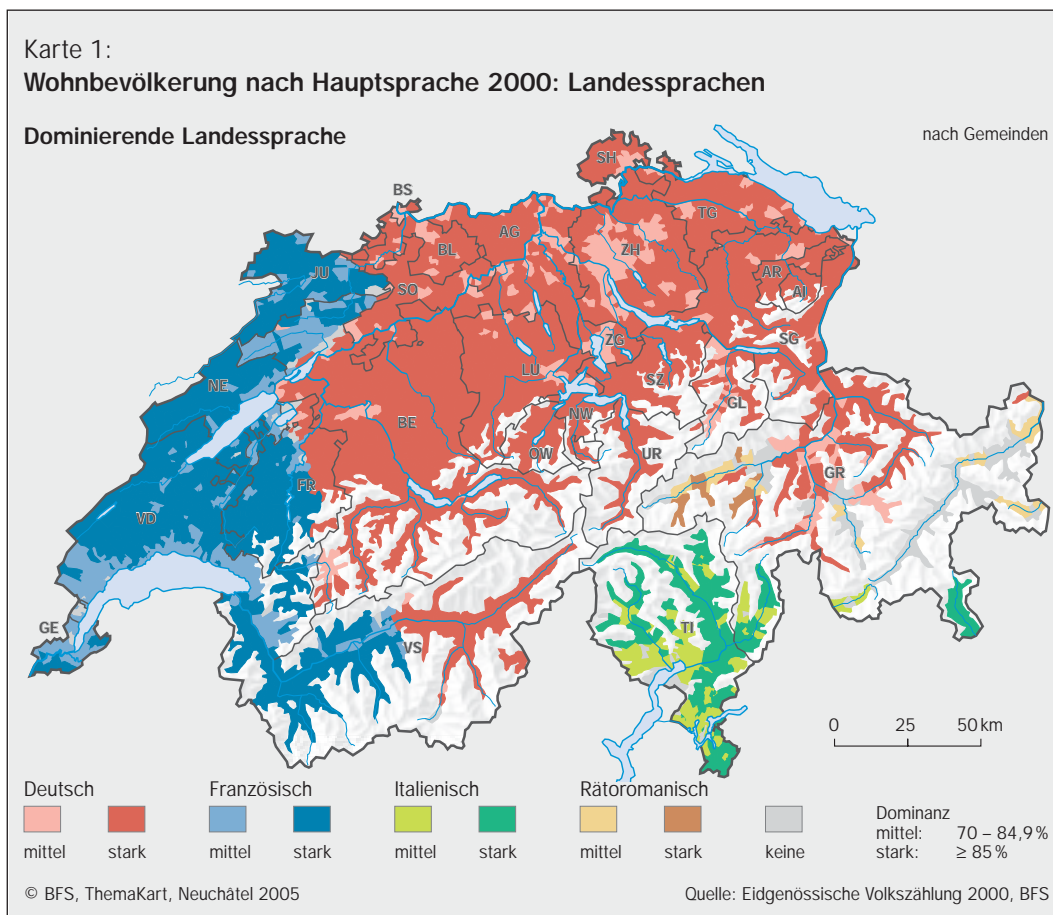 Karte 1:
Wohnbevölkerung nach Hauptsprache 2000: Landessprachen
Dominierende Landessprache
nach Gemeinden
SH
BS
TG
AG
BL
ZH
JU
AR
SO
AI
ZG
SG
LU
SZ
NE
GL
NW
BE
OW
UR
GR
FR
VD
GE
TI
VS
0 25 50 km
Deutsch Französisch Italienisch Rätoromanisch
mittel stark mittel stark mittel stark mittel stark keine
Dominanz
mittel: 70 – 84,9 %
stark: ≥ 85 %
© BFS, ThemaKart, Neuchâtel 2005
Quelle: Eidgenössische Volkszählung 2000, BFS